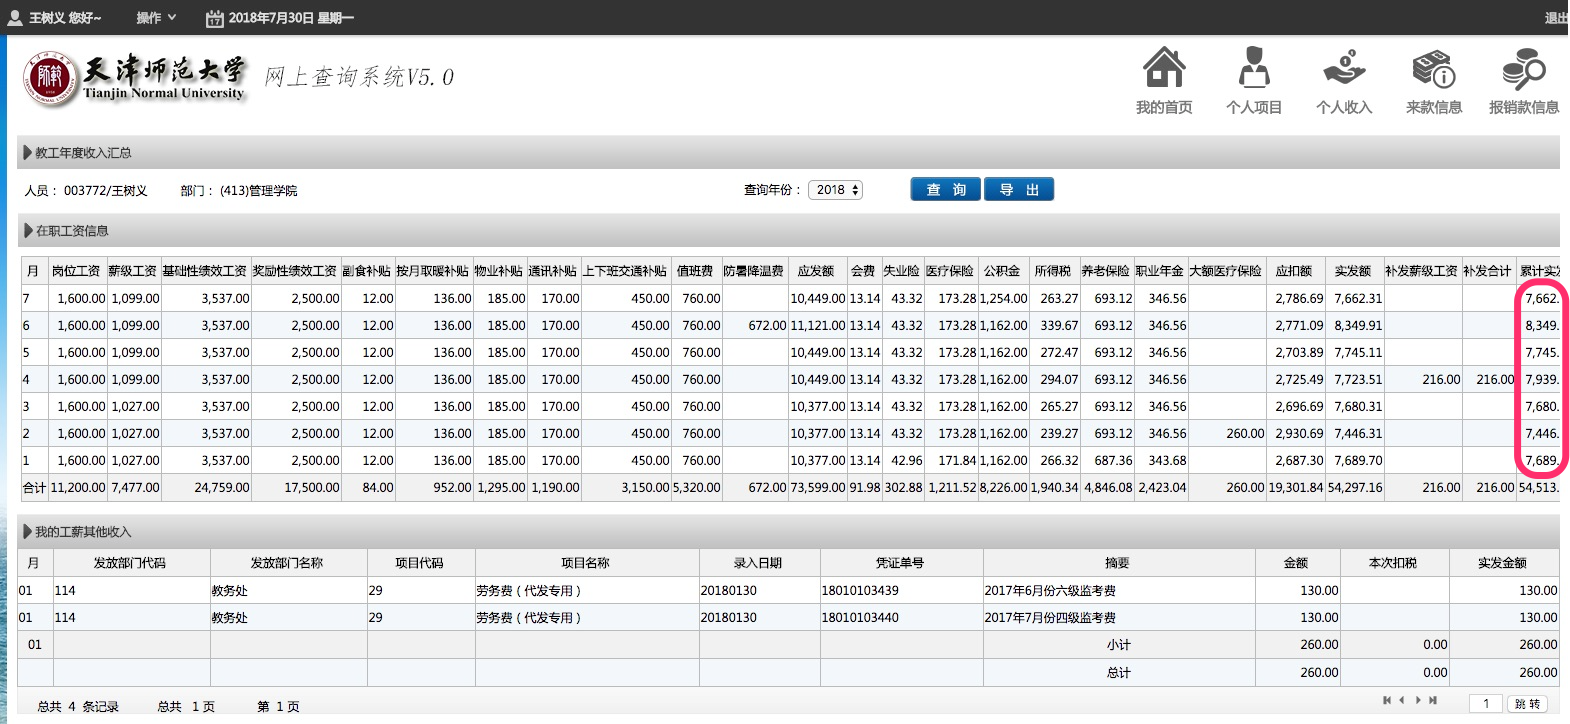 王树义 您好~ 操作 17 2018年7月30日 星期一 退出
天津师范大学 网上查询系统V5.0
Tianjin Normal University
我的首页 个人项目 个人收入 来款信息 报销款信息
教工年度收入汇总
人员： 003772/王树义 部门： (413)管理学院 查询年份： 2018 查 询 导 出
在职工资信息
月 岗位工资 薪级工资 基础性绩效工资 奖励性绩效工资 副食补贴 按月取暖补贴 物业补贴 通讯补贴 上下班交通补贴 值班费 防暑降温费 应发额 会费 失业险 医疗保险 公积金 所得税 养老保险 职业年金 大额医疗保险 应扣额 实发额 补发薪级工资 补发合计 累计实发
7 1,600.00 1,099.00 3,537.00 2,500.00 12.00 136.00 185.00 170.00 450.00 760.00 10,449.00 13.14 43.32 173.28 1,254.00 263.27 693.12 346.56 2,786.69 7,662.31 7,662.
6 1,600.00 1,099.00 3,537.00 2,500.00 12.00 136.00 185.00 170.00 450.00 760.00 672.00 11,121.00 13.14 43.32 173.28 1,162.00 339.67 693.12 346.56 2,771.09 8,349.91 8,349.
5 1,600.00 1,099.00 3,537.00 2,500.00 12.00 136.00 185.00 170.00 450.00 760.00 10,449.00 13.14 43.32 173.28 1,162.00 272.47 693.12 346.56 2,703.89 7,745.11 7,745.
4 1,600.00 1,099.00 3,537.00 2,500.00 12.00 136.00 185.00 170.00 450.00 760.00 10,449.00 13.14 43.32 173.28 1,162.00 294.07 693.12 346.56 2,725.49 7,723.51 216.00 216.00 7,939.
3 1,600.00 1,027.00 3,537.00 2,500.00 12.00 136.00 185.00 170.00 450.00 760.00 10,377.00 13.14 43.32 173.28 1,162.00 265.27 693.12 346.56 2,696.69 7,680.31 7,680.
2 1,600.00 1,027.00 3,537.00 2,500.00 12.00 136.00 185.00 170.00 450.00 760.00 10,377.00 13.14 43.32 173.28 1,162.00 239.27 693.12 346.56 260.00 2,930.69 7,446.31 7,446.
1 1,600.00 1,027.00 3,537.00 2,500.00 12.00 136.00 185.00 170.00 450.00 760.00 10,377.00 13.14 42.96 171.84 1,162.00 266.32 687.36 343.68 2,687.30 7,689.70 7,689.
合计 11,200.00 7,477.00 24,759.00 17,500.00 84.00 952.00 1,295.00 1,190.00 3,150.00 5,320.00 672.00 73,599.00 91.98 302.88 1,211.52 8,226.00 1,940.34 4,846.08 2,423.04 260.00 19,301.84 54,297.16 216.00 216.00 54,513.
我的工薪其他收入
月 发放部门代码 发放部门名称 项目代码 项目名称 录入日期 凭证单号 摘要 金额 本次扣税 实发金额
01 114 教务处 29 劳务费（代发专用） 20180130 18010103439 2017年6月份六级监考费 130.00 130.00
01 114 教务处 29 劳务费（代发专用） 20180130 18010103440 2017年7月份四级监考费 130.00 130.00
01 小计 260.00 0.00 260.00
总计 260.00 0.00 260.00
总共 4 条记录 总共 1 页 第 1 页 1 跳 转